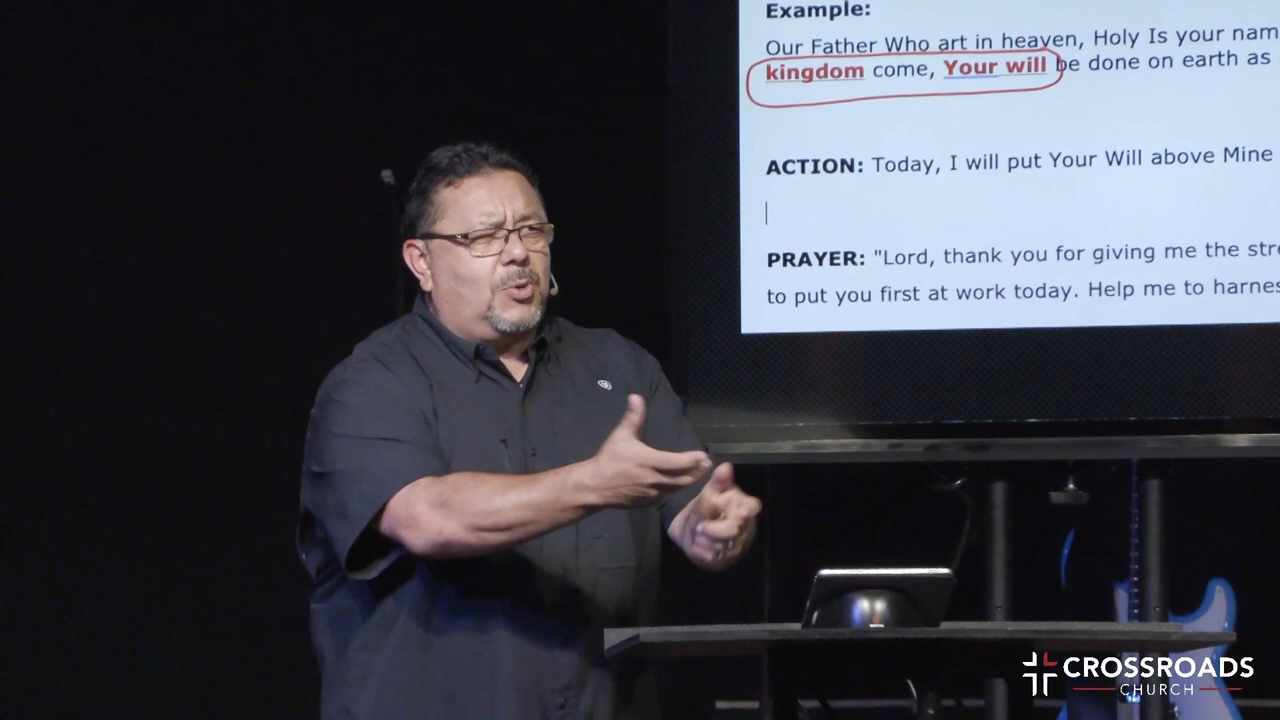 Example:
Our Father Who art in heaven, Holy Is your nam
kingdom come, Your will be done on earth as
ACTION: Today, I will put Your Will above Mine
PRAYER: "Lord, thank you for giving me the stre
to put you first at work today. Help me to harnes
CROSSROADS
CHURCH